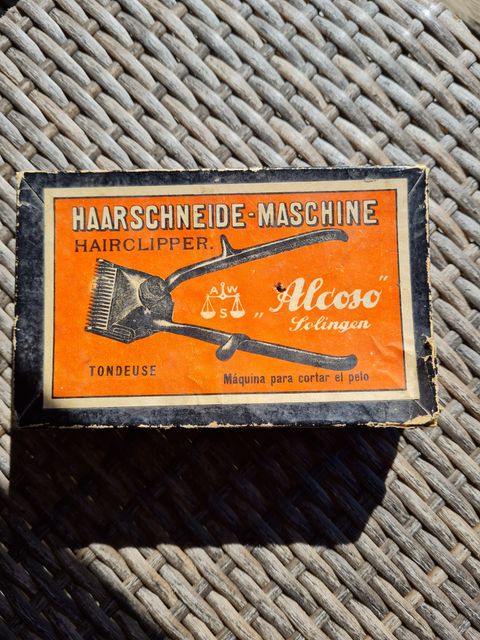 HAARSCHNEIDE-MASCHINE
HAIRCLIPPER.
A W
S
„Alcoso"
Solingen
TONDEUSE
Máquina para cortar el pelo